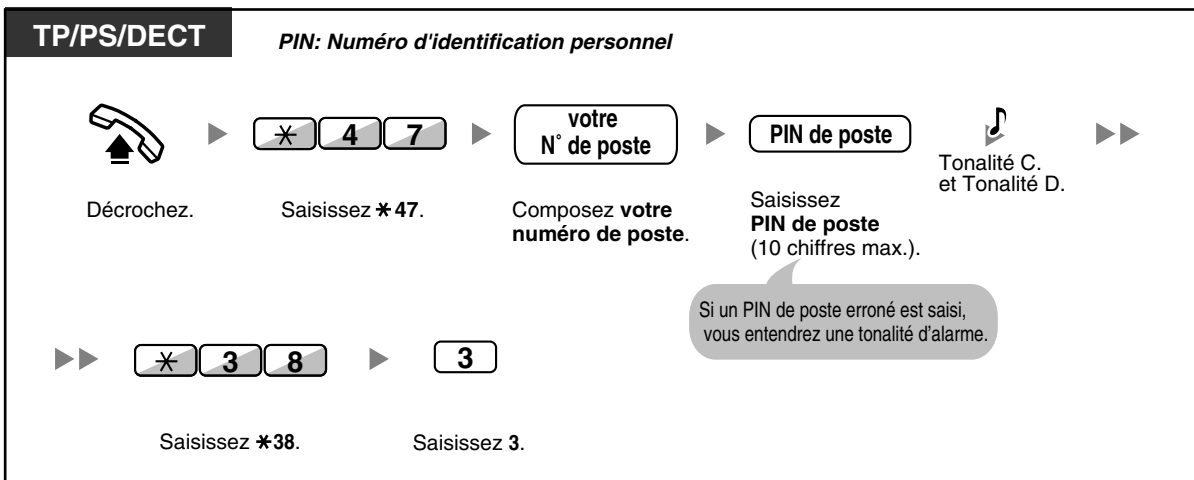 TP/PS/DECT
PIN: Numéro d'identification personnel
* 4 7
votre
N° de poste
PIN de poste
Tonalité C.
et Tonalité D.
Décrochez.
Saisissez *47.
Composez votre
numéro de poste.
Saisissez
PIN de poste
(10 chiffres max.).
Si un PIN de poste erroné est saisi,
vous entendrez une tonalité d'alarme.
* 3 8
3
Saisissez *38.
Saisissez 3.